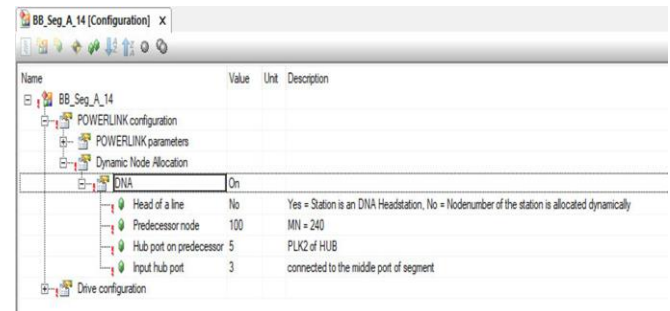 BB_Seg_A_14 [Configuration] X
Name Value Unit Description
BB_Seg_A_14
POWERLINK configuration
POWERLINK parameters
Dynamic Node Allocation
DNA On
Head of a line No Yes = Station is an DNA Headstation, No = Nodenumber of the station is allocated dynamically
Predecessor node 100 MN = 240
Hub port on predecessor 5 PLK2 of HUB
Input hub port 3 connected to the middle port of segment
Drive configuration